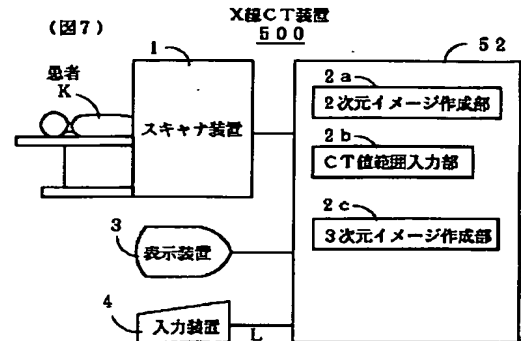 (図7)
X線CT装置
500
1
52
患者
K
スキャナ装置
2a
2次元イメージ作成部
2b
CT値範囲入力部
2c
3次元イメージ作成部
3
表示装置
4
入力装置
L